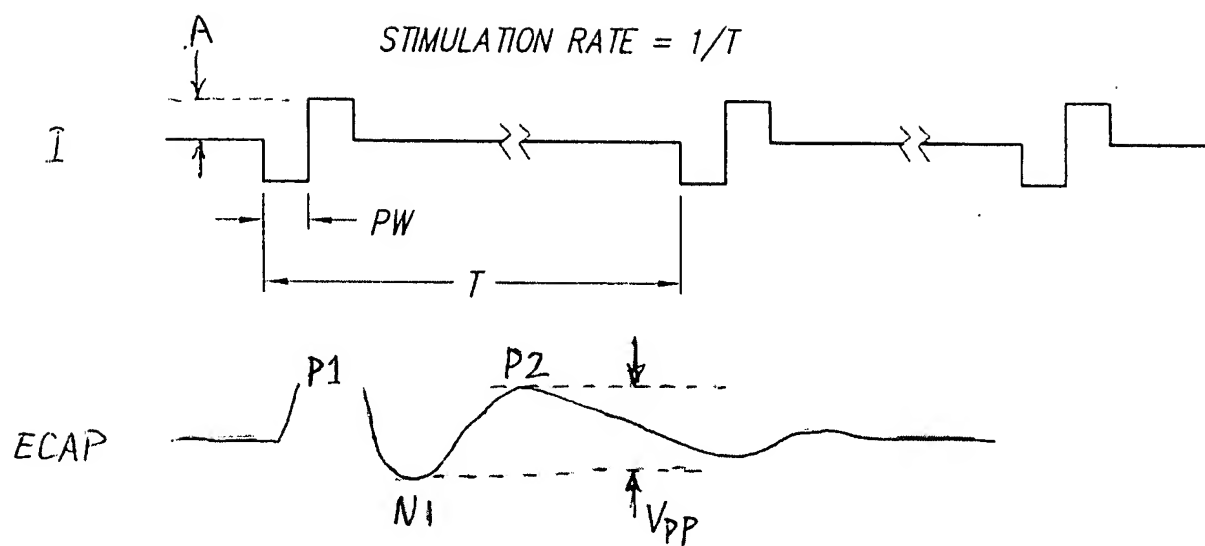 A
STIMULATION RATE = 1/T
I
PW
T
P1
P2
ECAP
N1
VPP